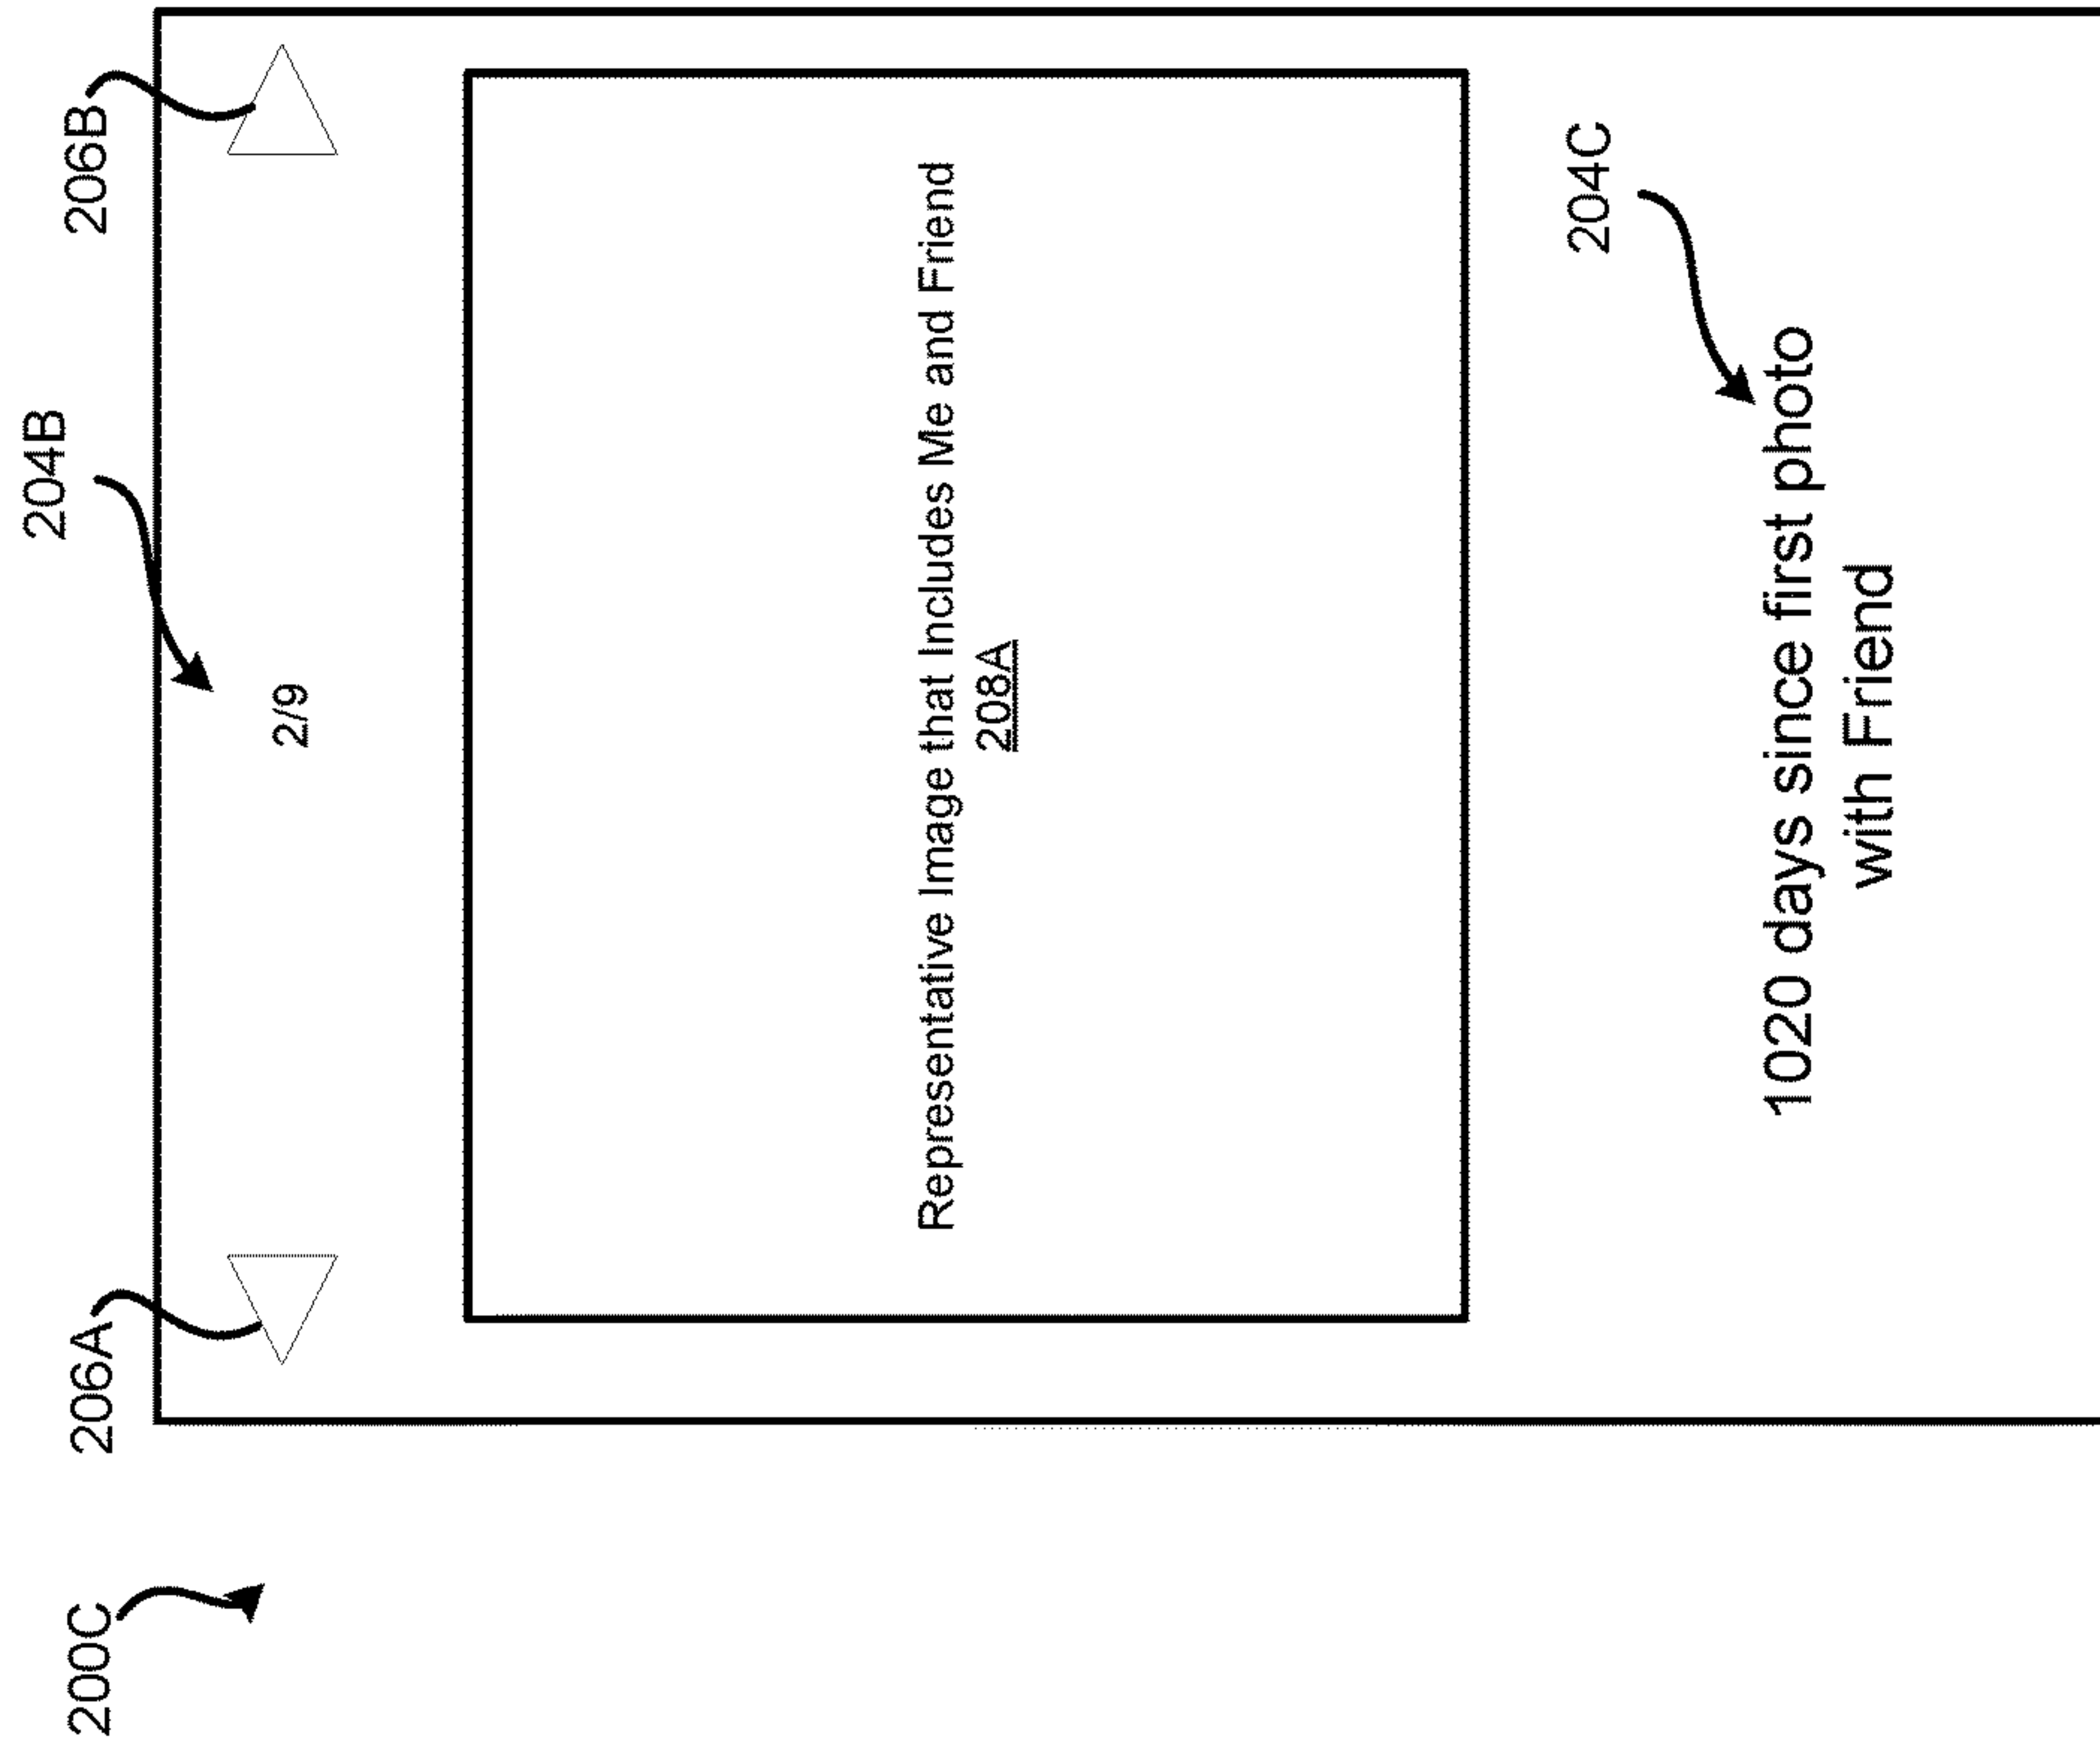 200C
204B
206A
206B
2/9
Representative Image that Includes Me and Friend
208A
204C
1020 days since first photo
with Friend